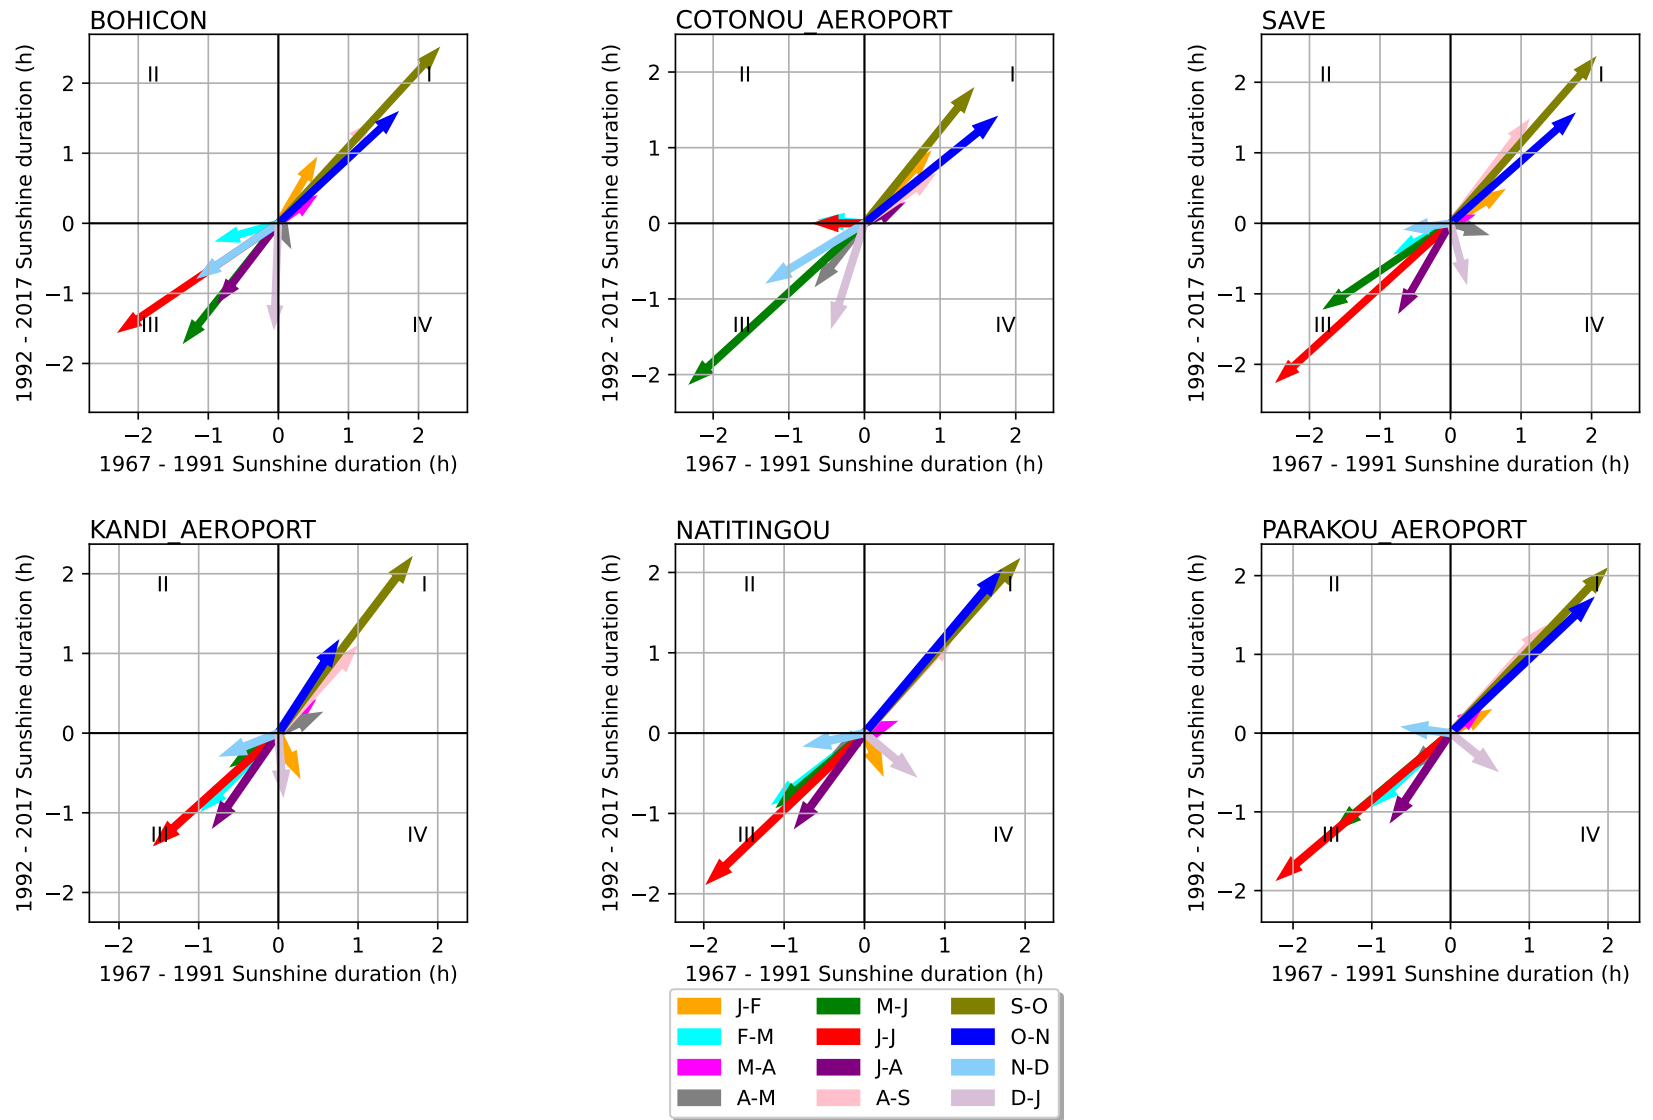 BOHICON
COTONOU_AEROPORT
SAVE
1992 - 2017 Sunshine duration (h)
2
1
0
−1
−2
II
I
III
IV
−2 −1 0 1 2
1967 - 1991 Sunshine duration (h)
1992 - 2017 Sunshine duration (h)
2
1
0
−1
−2
II
I
III
IV
−2 −1 0 1 2
1967 - 1991 Sunshine duration (h)
1992 - 2017 Sunshine duration (h)
2
1
0
−1
−2
II
I
III
IV
−2 −1 0 1 2
1967 - 1991 Sunshine duration (h)
KANDI_AEROPORT
NATITINGOU
PARAKOU_AEROPORT
1992 - 2017 Sunshine duration (h)
2
1
0
−1
−2
II
I
III
IV
−2 −1 0 1 2
1967 - 1991 Sunshine duration (h)
1992 - 2017 Sunshine duration (h)
2
1
0
−1
−2
II
I
III
IV
−2 −1 0 1 2
1967 - 1991 Sunshine duration (h)
1992 - 2017 Sunshine duration (h)
2
1
0
−1
−2
II
I
III
IV
−2 −1 0 1 2
1967 - 1991 Sunshine duration (h)
J-F M-J S-O
F-M J-J O-N
M-A J-A N-D
A-M A-S D-J